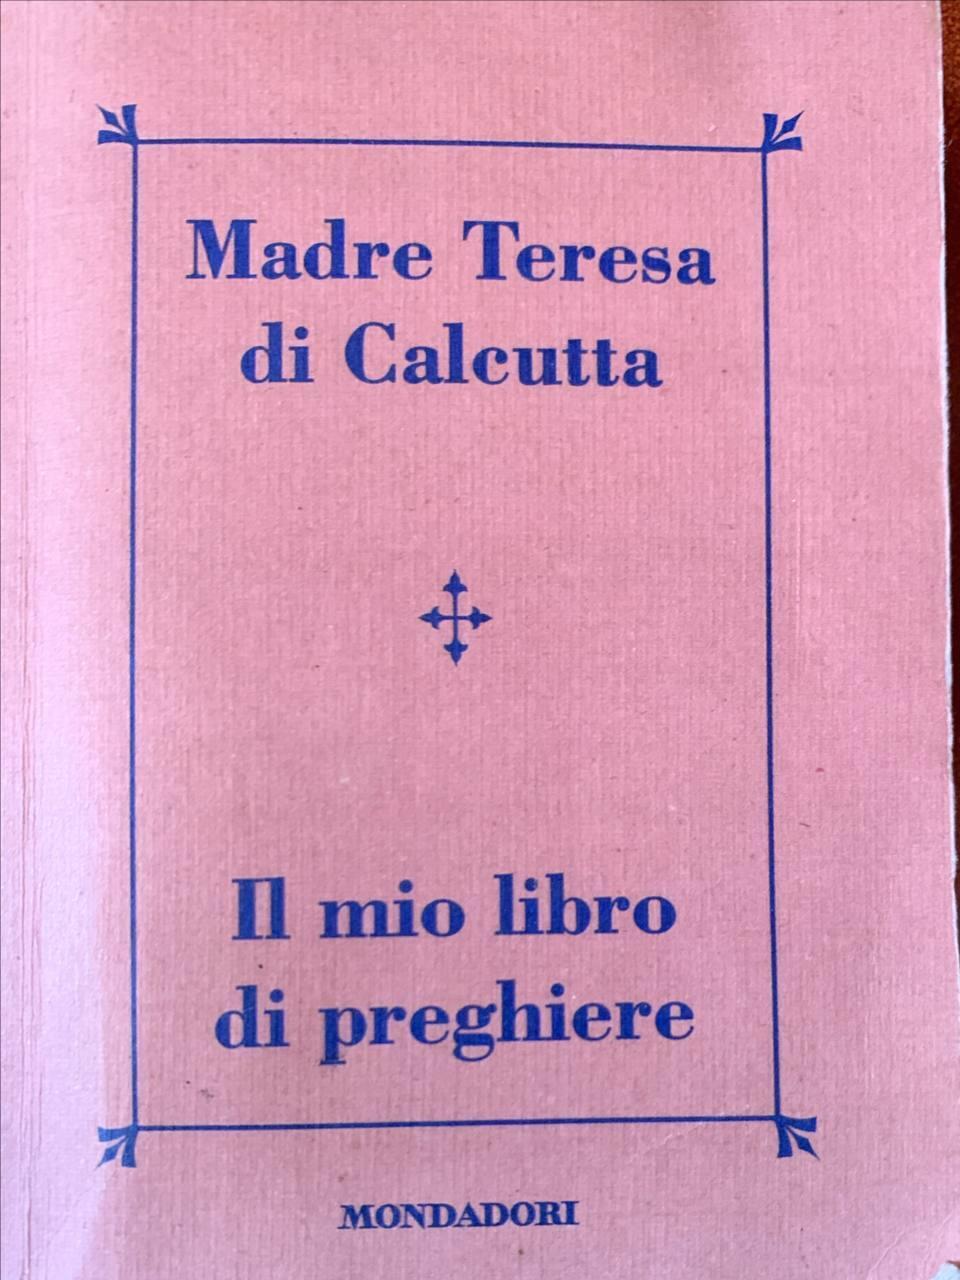 Madre Teresa
di Calcutta
Il mio libro
di preghiere
MONDADORI